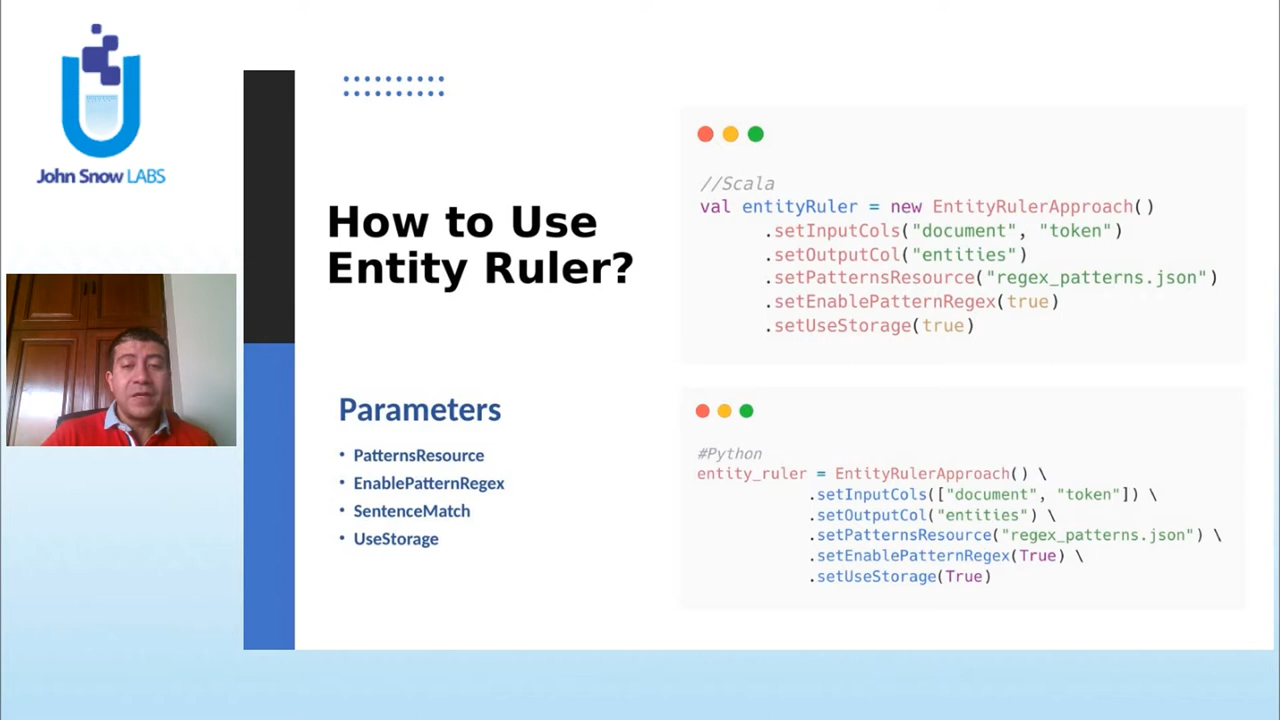 John Snow LABS
How to Use
Entity Ruler?
Parameters
• PatternsResource
• EnablePatternRegex
• SentenceMatch
• UseStorage
//Scala
val entityRuler = new EntityRulerApproach()
.setInputCols("document", "token")
.setOutputCol("entities")
.setPatternsResource("regex_patterns.json")
.setEnablePatternRegex(true)
.setUseStorage(true)
#Python
entity_ruler = EntityRulerApproach() \
.setInputCols(["document", "token"]) \
.setOutputCol("entities") \
.setPatternsResource("regex_patterns.json") \
.setEnablePatternRegex(True) \
.setUseStorage(True)